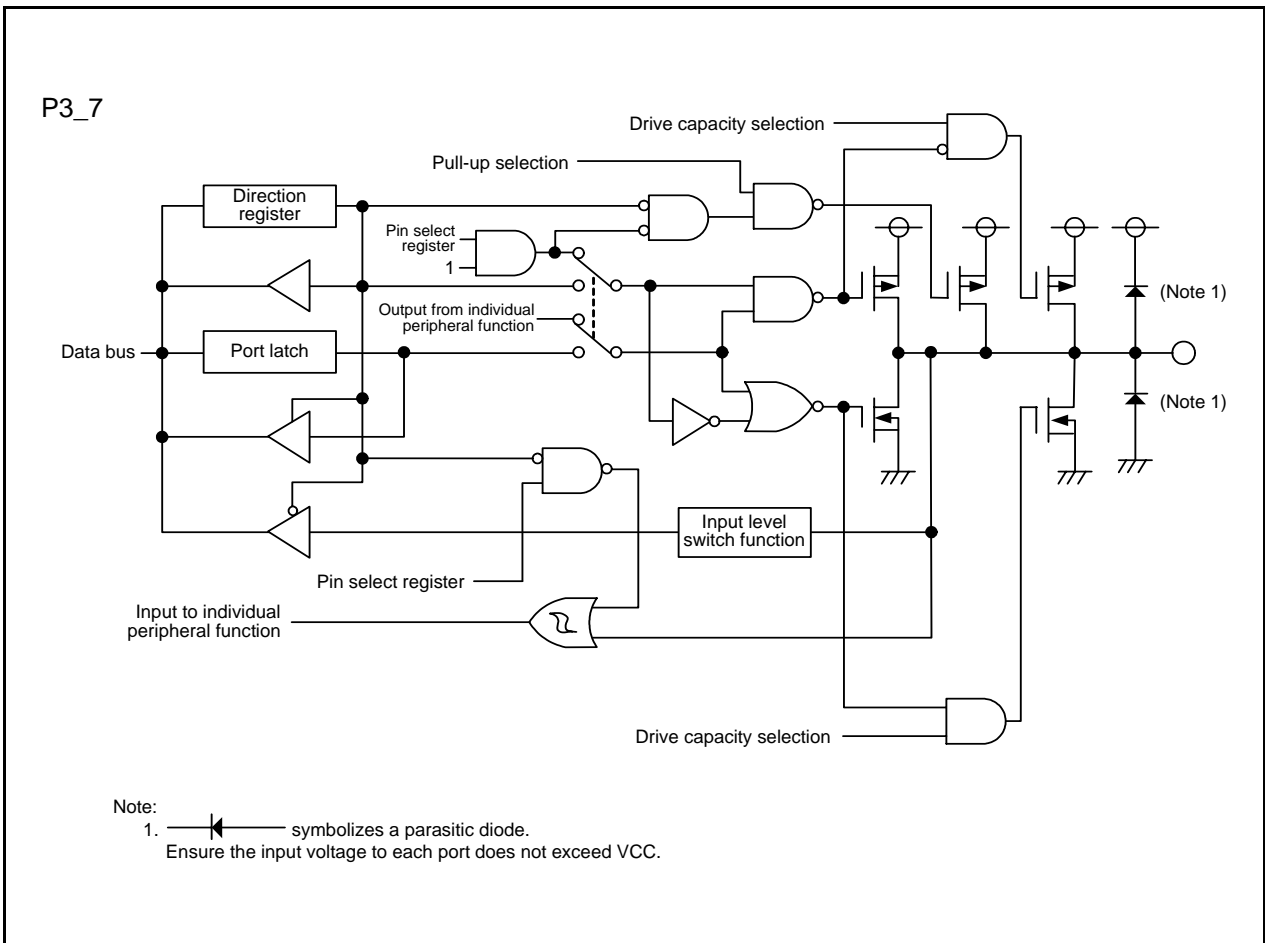 P3_7
Drive capacity selection
Pull-up selection
Direction
register
Pin select
register
1
Output from individual
peripheral function
(Note 1)
Data bus
Port latch
(Note 1)
Input level
switch function
Pin select register
Input to individual
peripheral function
Drive capacity selection
Note:
1. symbolizes a parasitic diode.
Ensure the input voltage to each port does not exceed VCC.